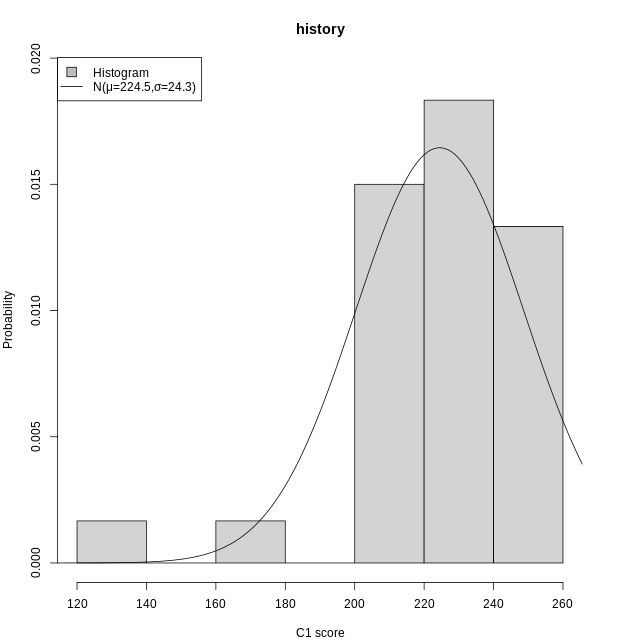 history
Histogram
N(μ=224.5,σ=24.3)
0.020
0.015
0.010
0.005
0.000
Probability
120 140 160 180 200 220 240 260
C1 score